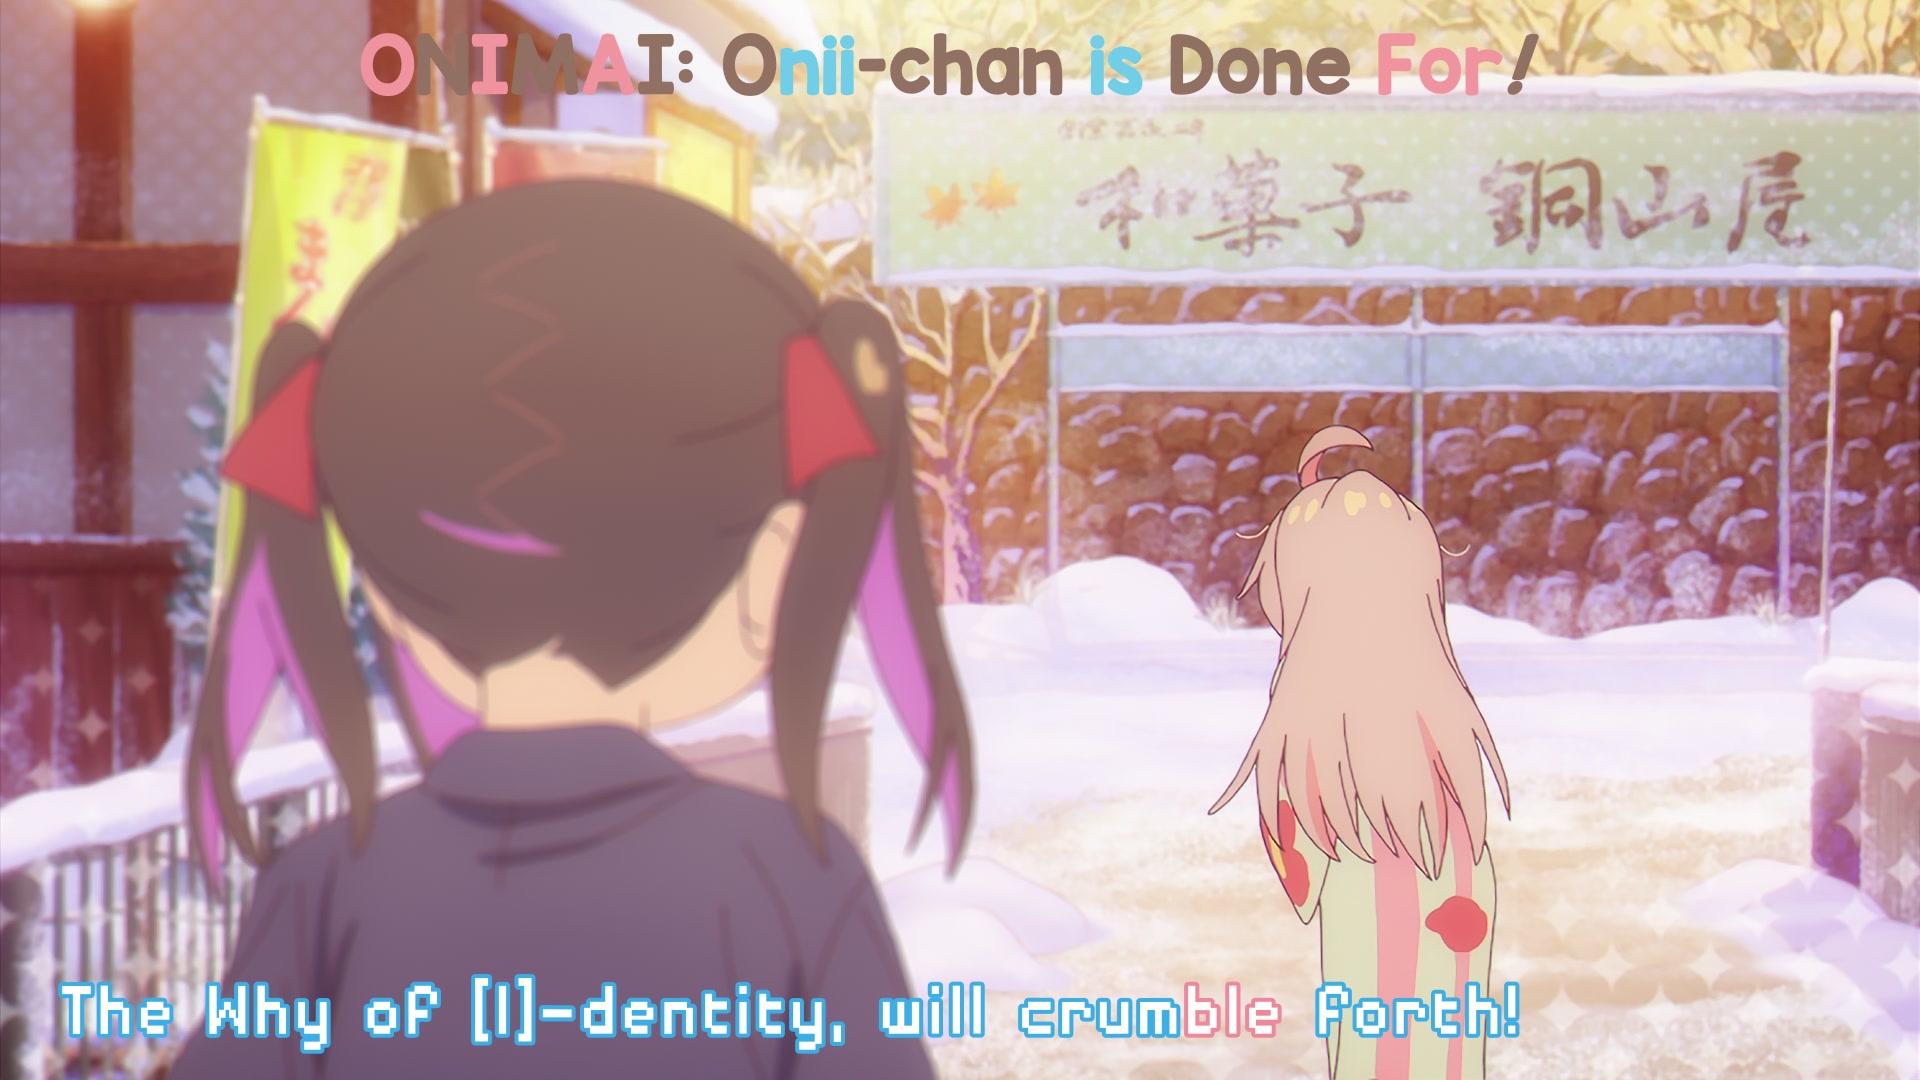 ONIMAI: Onii-chan is Done For!
和菓子 銅山屋
The Why of [I]-dentity, will crumble forth!